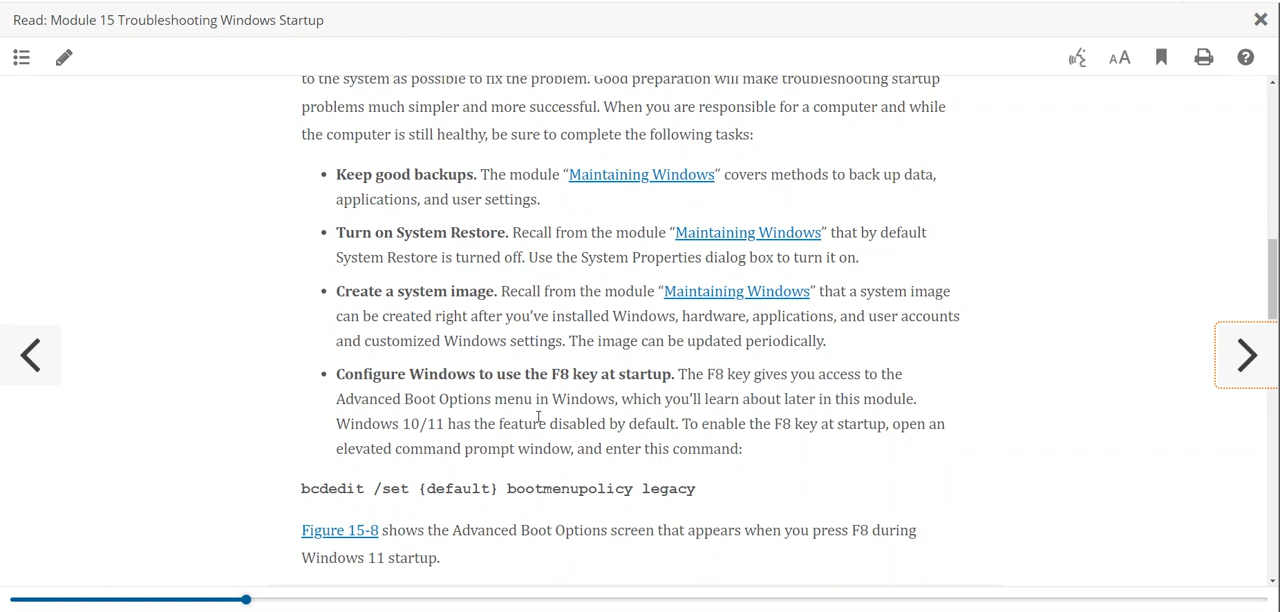 Read: Module 15 Troubleshooting Windows Startup
AA
to the system as possible to fix the problem. Good preparation will make troubleshooting startup
problems much simpler and more successful. When you are responsible for a computer and while
the computer is still healthy, be sure to complete the following tasks:
• Keep good backups. The module “Maintaining Windows” covers methods to back up data,
applications, and user settings.
• Turn on System Restore. Recall from the module “Maintaining Windows” that by default
System Restore is turned off. Use the System Properties dialog box to turn it on.
• Create a system image. Recall from the module “Maintaining Windows” that a system image
can be created right after you’ve installed Windows, hardware, applications, and user accounts
and customized Windows settings. The image can be updated periodically.
• Configure Windows to use the F8 key at startup. The F8 key gives you access to the
Advanced Boot Options menu in Windows, which you’ll learn about later in this module.
Windows 10/11 has the feature disabled by default. To enable the F8 key at startup, open an
elevated command prompt window, and enter this command:
bcdedit /set {default} bootmenupolicy legacy
Figure 15-8 shows the Advanced Boot Options screen that appears when you press F8 during
Windows 11 startup.